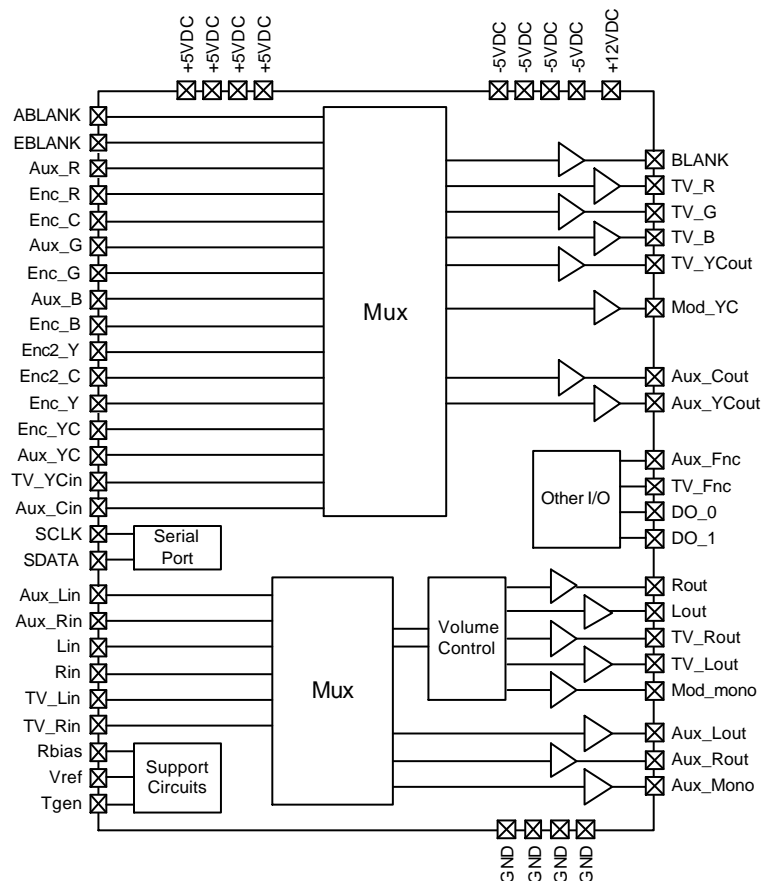 +5VDC
+5VDC
+5VDC
+5VDC
-5VDC
-5VDC
-5VDC
-5VDC
+12VDC
ABLANK
EBLANK
Aux_R
Enc_R
Enc_C
Aux_G
Enc_G
Aux_B
Enc_B
Enc2_Y
Enc2_C
Enc_Y
Enc_YC
Aux_YC
TV_YCin
Aux_Cin
SCLK
SDATA
Serial
Port
Mux
BLANK
TV_R
TV_G
TV_B
TV_YCout
Mod_YC
Aux_Cout
Aux_YCout
Other I/O
Aux_Fnc
TV_Fnc
DO_0
DO_1
Aux_Lin
Aux_Rin
Lin
Rin
TV_Lin
TV_Rin
Rbias
Vref
Tgen
Support
Circuits
Mux
Volume
Control
Rout
Lout
TV_Rout
TV_Lout
Mod_mono
Aux_Lout
Aux_Rout
Aux_Mono
GND
GND
GND
GND